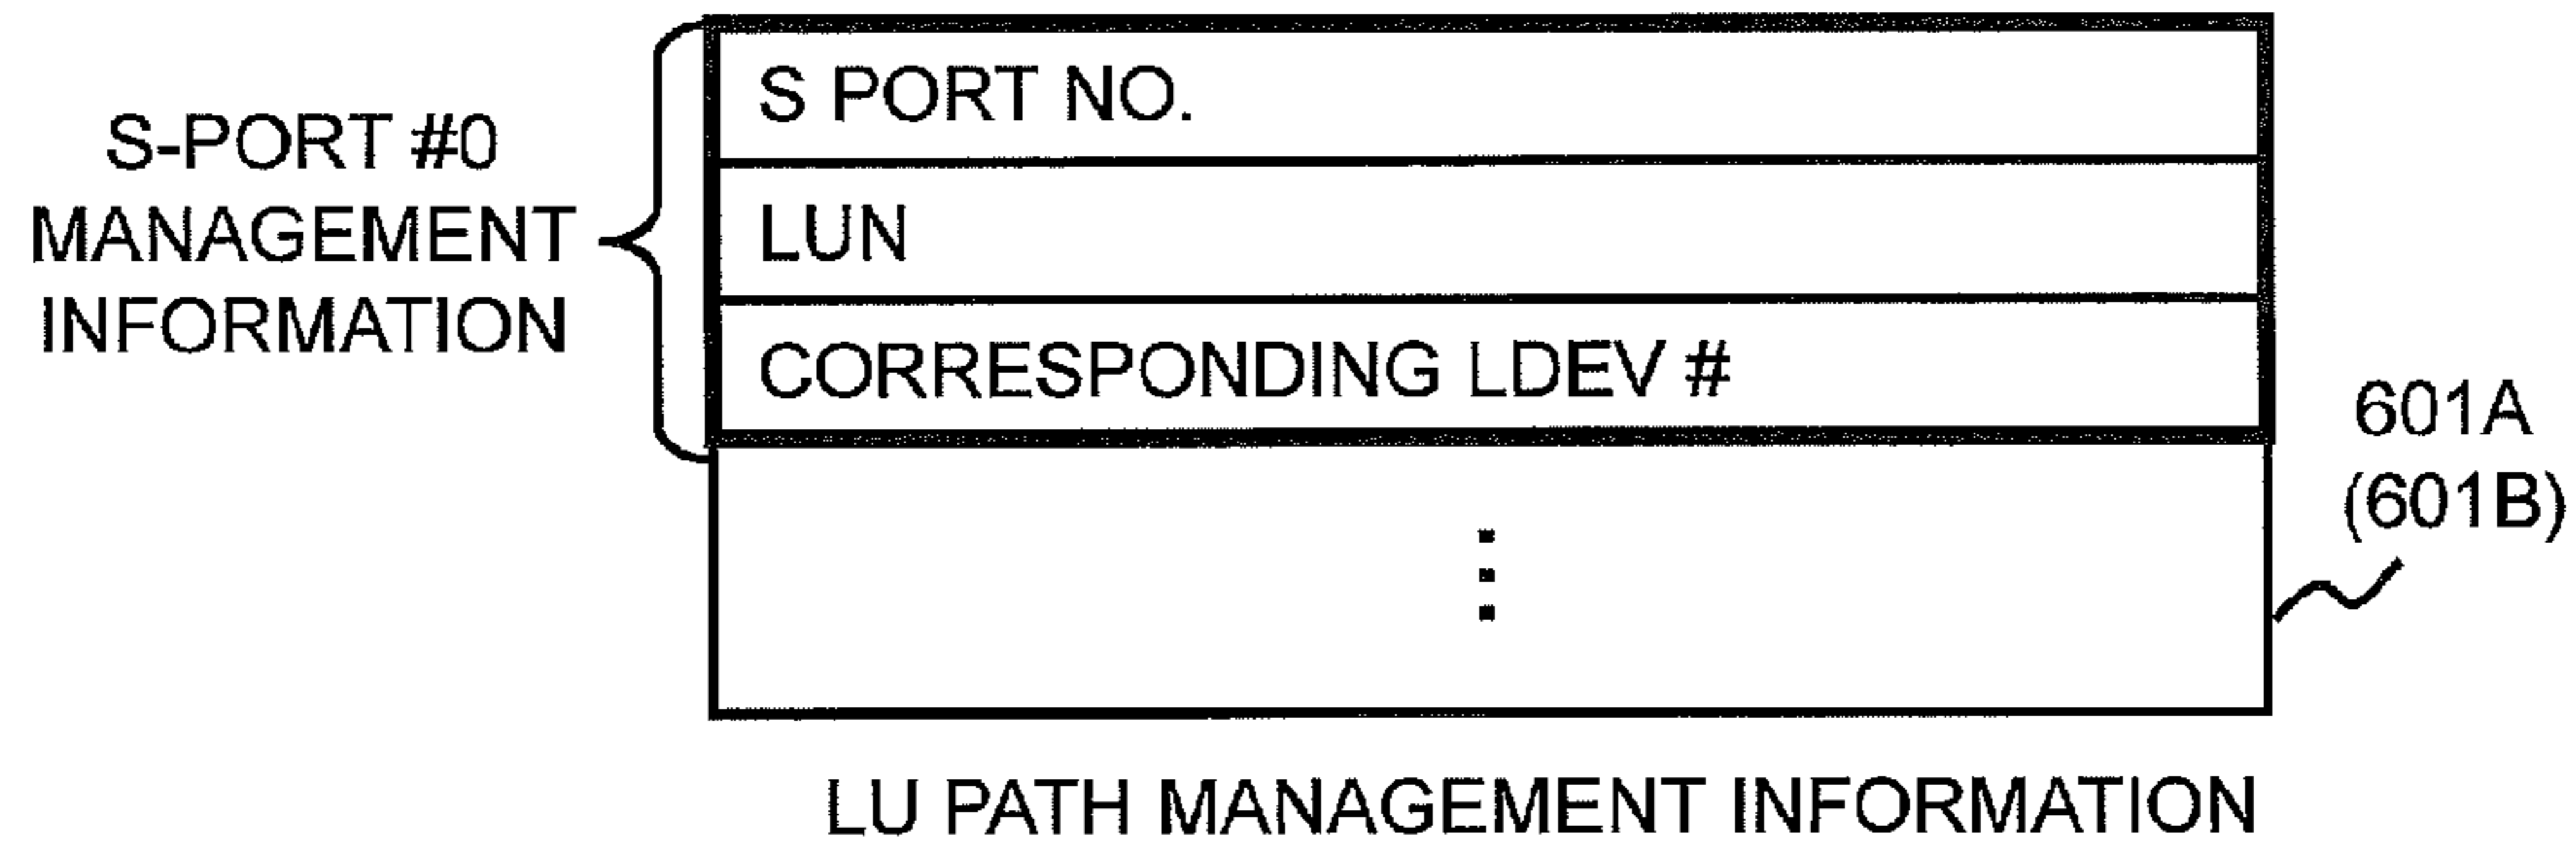 S-PORT #0
MANAGEMENT
INFORMATION
S PORT NO.
LUN
CORRESPONDING LDEV #
601A
(601B)
LU PATH MANAGEMENT INFORMATION